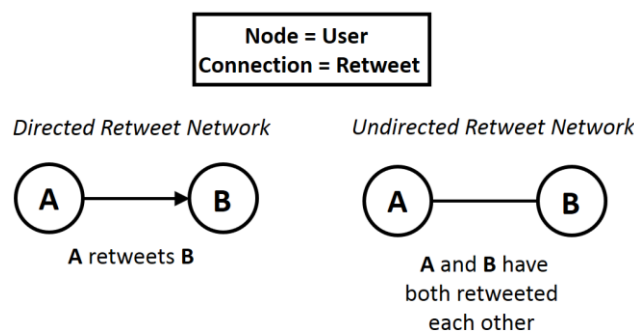 Node = User
Connection = Retweet
Directed Retweet Network
Undirected Retweet Network
A
B
A
B
A retweets B
A and B have
both retweeted
each other